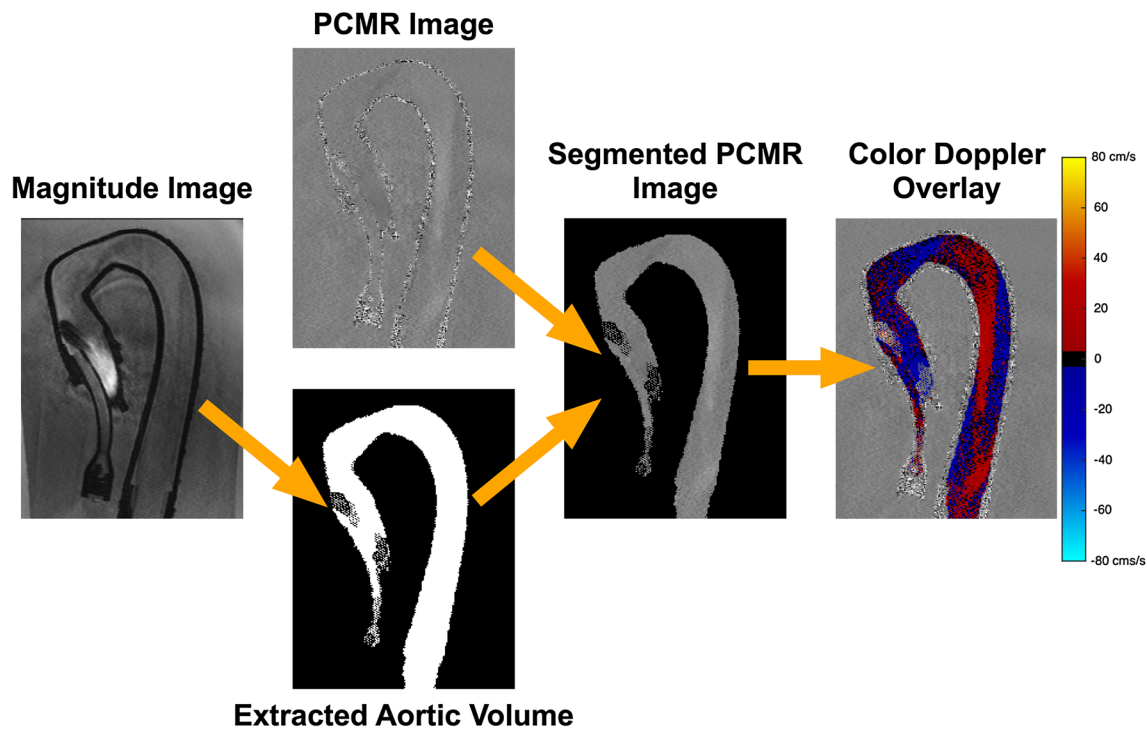 PCMR Image
Magnitude Image
Segmented PCMR
Image
Color Doppler
Overlay
80 cm/s
60
40
20
0
-20
-40
-60
-80 cms/s
Extracted Aortic Volume